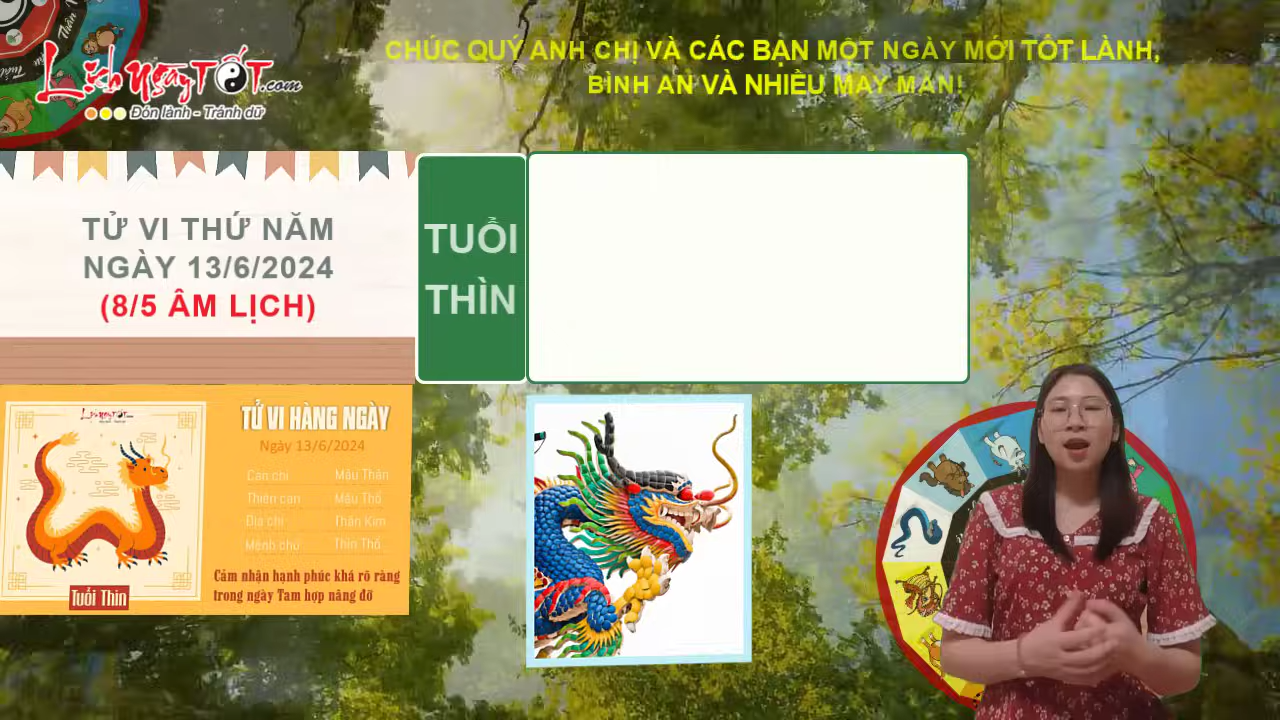 LịchNgàyTỐT.com
Đón lành - Tránh dữ
CHÚC QUÝ ANH CHỊ VÀ CÁC BẠN MỘT NGÀY MỚI TỐT LÀNH,
BÌNH AN VÀ NHIỀU MAY MẮN!
TỬ VI THỨ NĂM
NGÀY 13/6/2024
(8/5 ÂM LỊCH)
TUỔI
THÌN
TỬ VI HÀNG NGÀY
Ngày 13/6/2024
Can chi Mậu Thân
Thiên can Mậu Thổ
Địa chi Thân Kim
Mệnh chủ Thìn Thổ
Cảm nhận hạnh phúc khá rõ ràng
trong ngày Tam hợp nâng đỡ
Tuổi Thìn